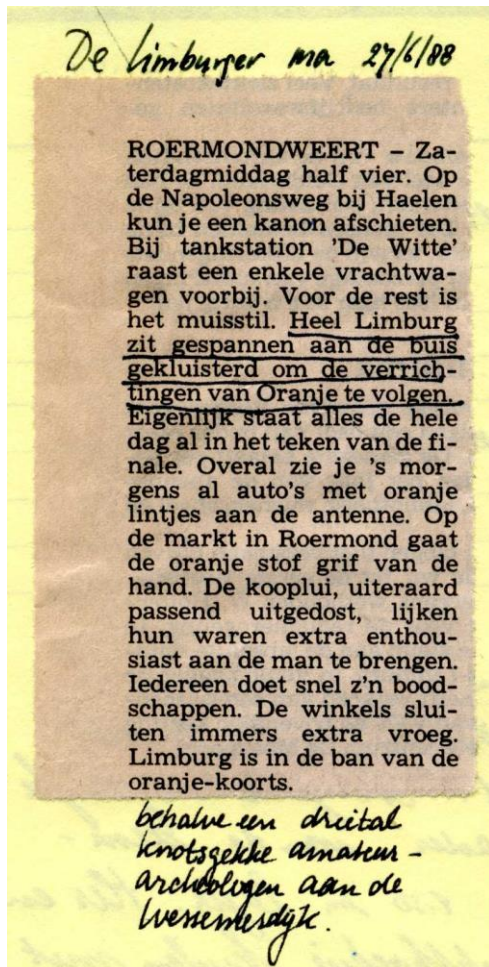 De Limburger ma 27/6/88
ROERMOND/WEERT – Za-
terdagmiddag half vier. Op
de Napoleonsweg bij Haelen
kun je een kanon afschieten.
Bij tankstation 'De Witte'
raast een enkele vrachtwa-
gen voorbij. Voor de rest is
het muisstil. Heel Limburg
zit gespannen aan de buis
gekluisterd om de verrich-
tingen van Oranje te volgen.
Eigenlijk staat alles de hele
dag al in het teken van de fi-
nale. Overal zie je 's mor-
gens al auto's met oranje
lintjes aan de antenne. Op
de markt in Roermond gaat
de oranje stof grif van de
hand. De kooplui, uiteraard
passend uitgedost, lijken
hun waren extra enthou-
siast aan de man te brengen.
Iedereen doet snel z'n bood-
schappen. De winkels slui-
ten immers extra vroeg.
Limburg is in de ban van de
oranje-koorts.
behalve een drietal
knotsgekke amateur-
archeologen aan de
Wessemerdijk.